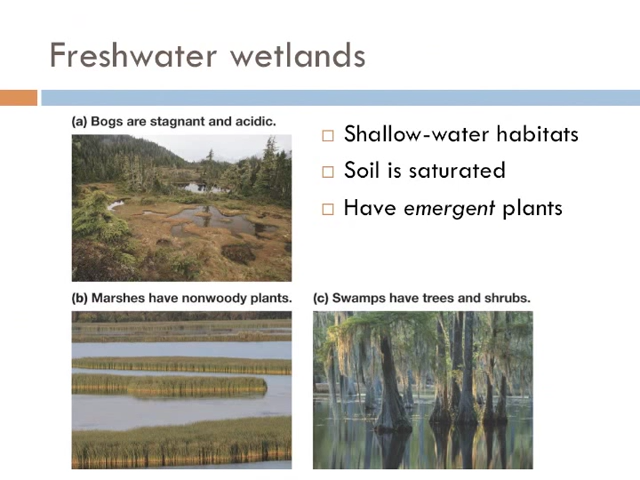 Freshwater wetlands
(a) Bogs are stagnant and acidic.
Shallow-water habitats
Soil is saturated
Have emergent plants
(b) Marshes have nonwoody plants.
(c) Swamps have trees and shrubs.